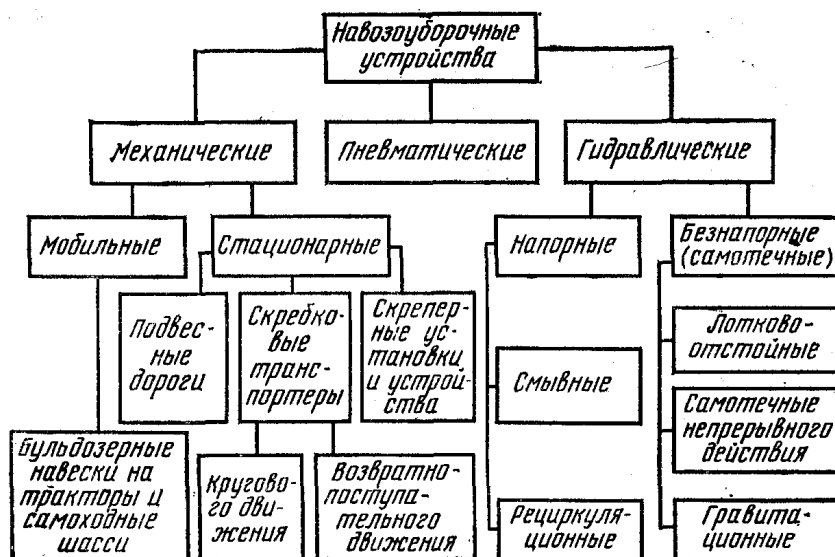 Навозоуборочные
устройства
Механические
Пневматические
Гидравлические
Мобильные
Стационарные
Напорные
Безнапорные
(самотечные)
Подвес-
ные
дороги
Скребко-
вые
транс-
портеры
Скрепер-
ные ус-
тановки
и устрой-
ства
Смывные
Лотково-
отстойные
Самотечные
непрерывного
действия
Бульдозерные
навески на
тракторы и
самоходные
шасси
Кругово-
го дви-
жения
Возвратно-
поступа-
тельного
движения
Рециркуля-
ционные
Гравита-
ционные